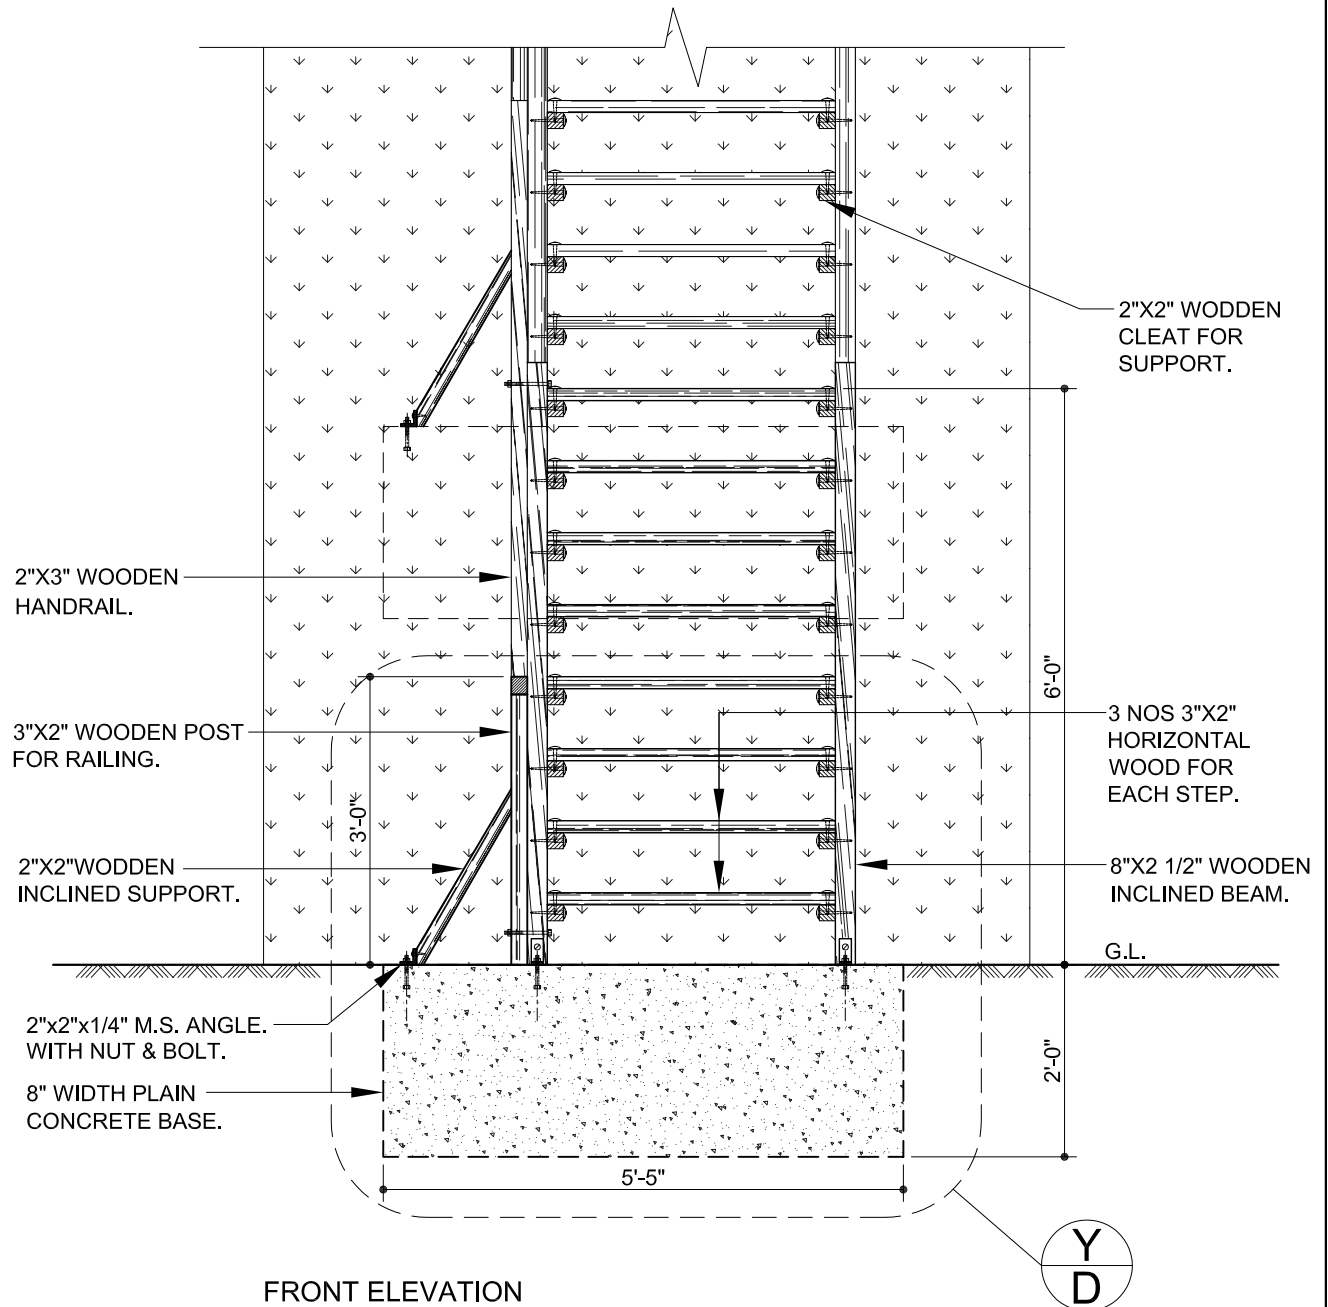 2"X2" WODDEN
CLEAT FOR
SUPPORT.
2"X3" WOODEN
HANDRAIL.
6'-0"
3"X2" WOODEN POST
FOR RAILING.
3 NOS 3"X2"
HORIZONTAL
WOOD FOR
EACH STEP.
3'-0"
2"X2"WODDEN
INCLINED SUPPORT.
8"X2 1/2" WOODEN
INCLINED BEAM.
G.L.
2"x2"x1/4" M.S. ANGLE.
WITH NUT & BOLT.
2'-0"
8" WIDTH PLAIN
CONCRETE BASE.
5'-5"
Y
D
FRONT ELEVATION